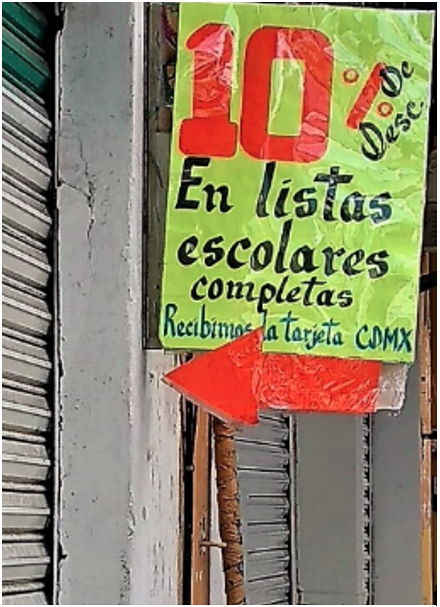 10% De Desc.
En listas
escolares
completas
Recibimos la tarjeta CDMX